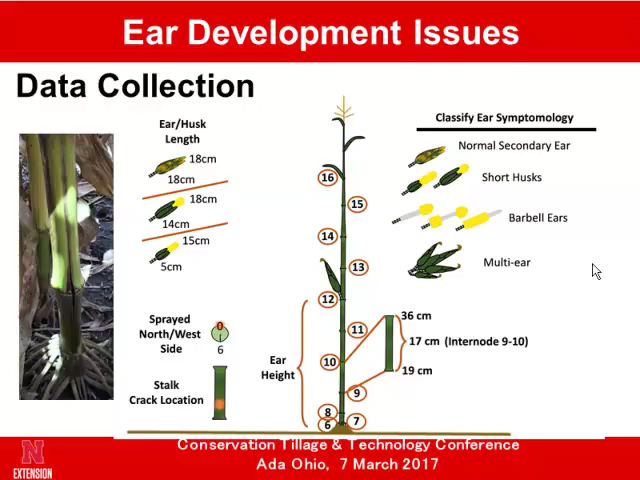 Ear Development Issues
Data Collection
Ear/Husk
Length
18cm
18cm
18cm
14cm
15cm
5cm
Sprayed
North/West
Side
0
6
Stalk
Crack Location
Ear
Height
16
15
14
13
12
11
10
9
8
7
6
36 cm
17 cm (Internode 9-10)
19 cm
Classify Ear Symptomology
Normal Secondary Ear
Short Husks
Barbell Ears
Multi-ear
N
EXTENSION
Conservation Tillage & Technology Conference
Ada Ohio, 7 March 2017